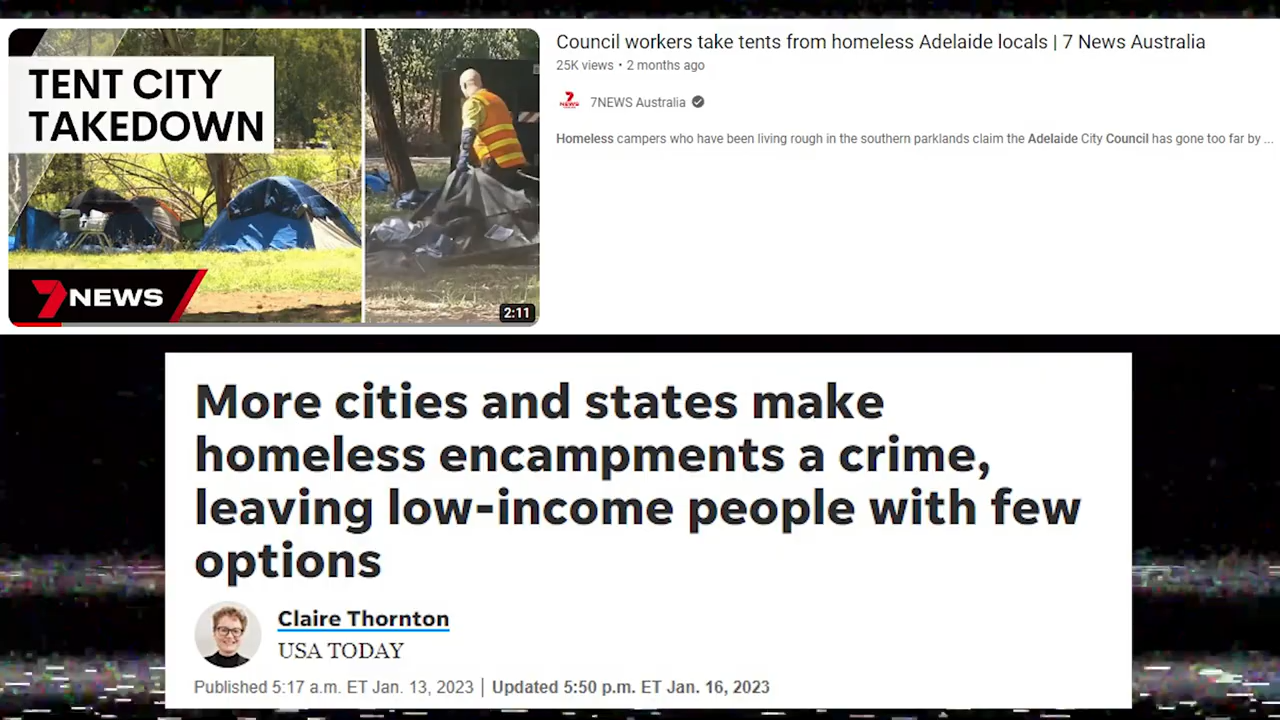 TENT CITY
TAKEDOWN
7NEWS
2:11
Council workers take tents from homeless Adelaide locals | 7 News Australia
25K views • 2 months ago
7NEWS Australia
Homeless campers who have been living rough in the southern parklands claim the Adelaide City Council has gone too far by ...
More cities and states make
homeless encampments a crime,
leaving low-income people with few
options
Claire Thornton
USA TODAY
Published 5:17 a.m. ET Jan. 13, 2023 | Updated 5:50 p.m. ET Jan. 16, 2023